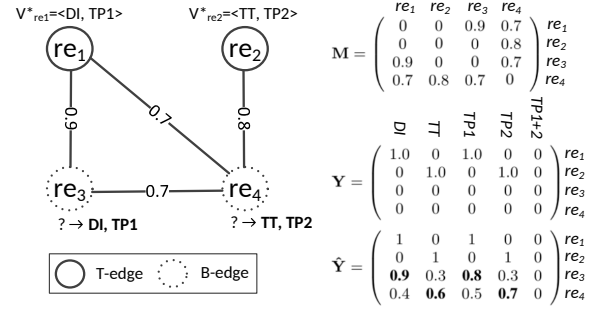 V*re1=<DI, TP1>
V*re2=<TT, TP2>
re1
re2
0.9
0.7
0.8
re3
0.7
re4
? → DI, TP1
? → TT, TP2
T-edge
B-edge
re1 re2 re3 re4
0 0 0.9 0.7 re1
M = 0 0 0 0.8 re2
0.9 0 0 0.7 re3
0.7 0.8 0.7 0 re4
DI TT TP1 TP2 TP1+2
1.0 0 1.0 0 0 re1
Y = 0 1.0 0 1.0 0 re2
0 0 0 0 0 re3
0 0 0 0 0 re4
1 0 1 0 0 re1
Ŷ = 0 1 0 1 0 re2
0.9 0.3 0.8 0.3 0 re3
0.4 0.6 0.5 0.7 0 re4